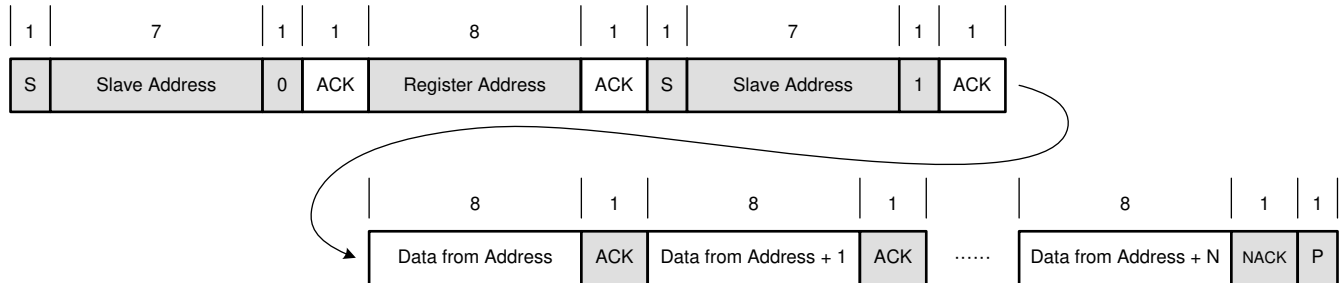 1 7 1 1 8 1 1 7 1 1
S Slave Address 0 ACK Register Address ACK S Slave Address 1 ACK
8 1 8 1 8 1 1
Data from Address ACK Data from Address + 1 ACK ...... Data from Address + N NACK P